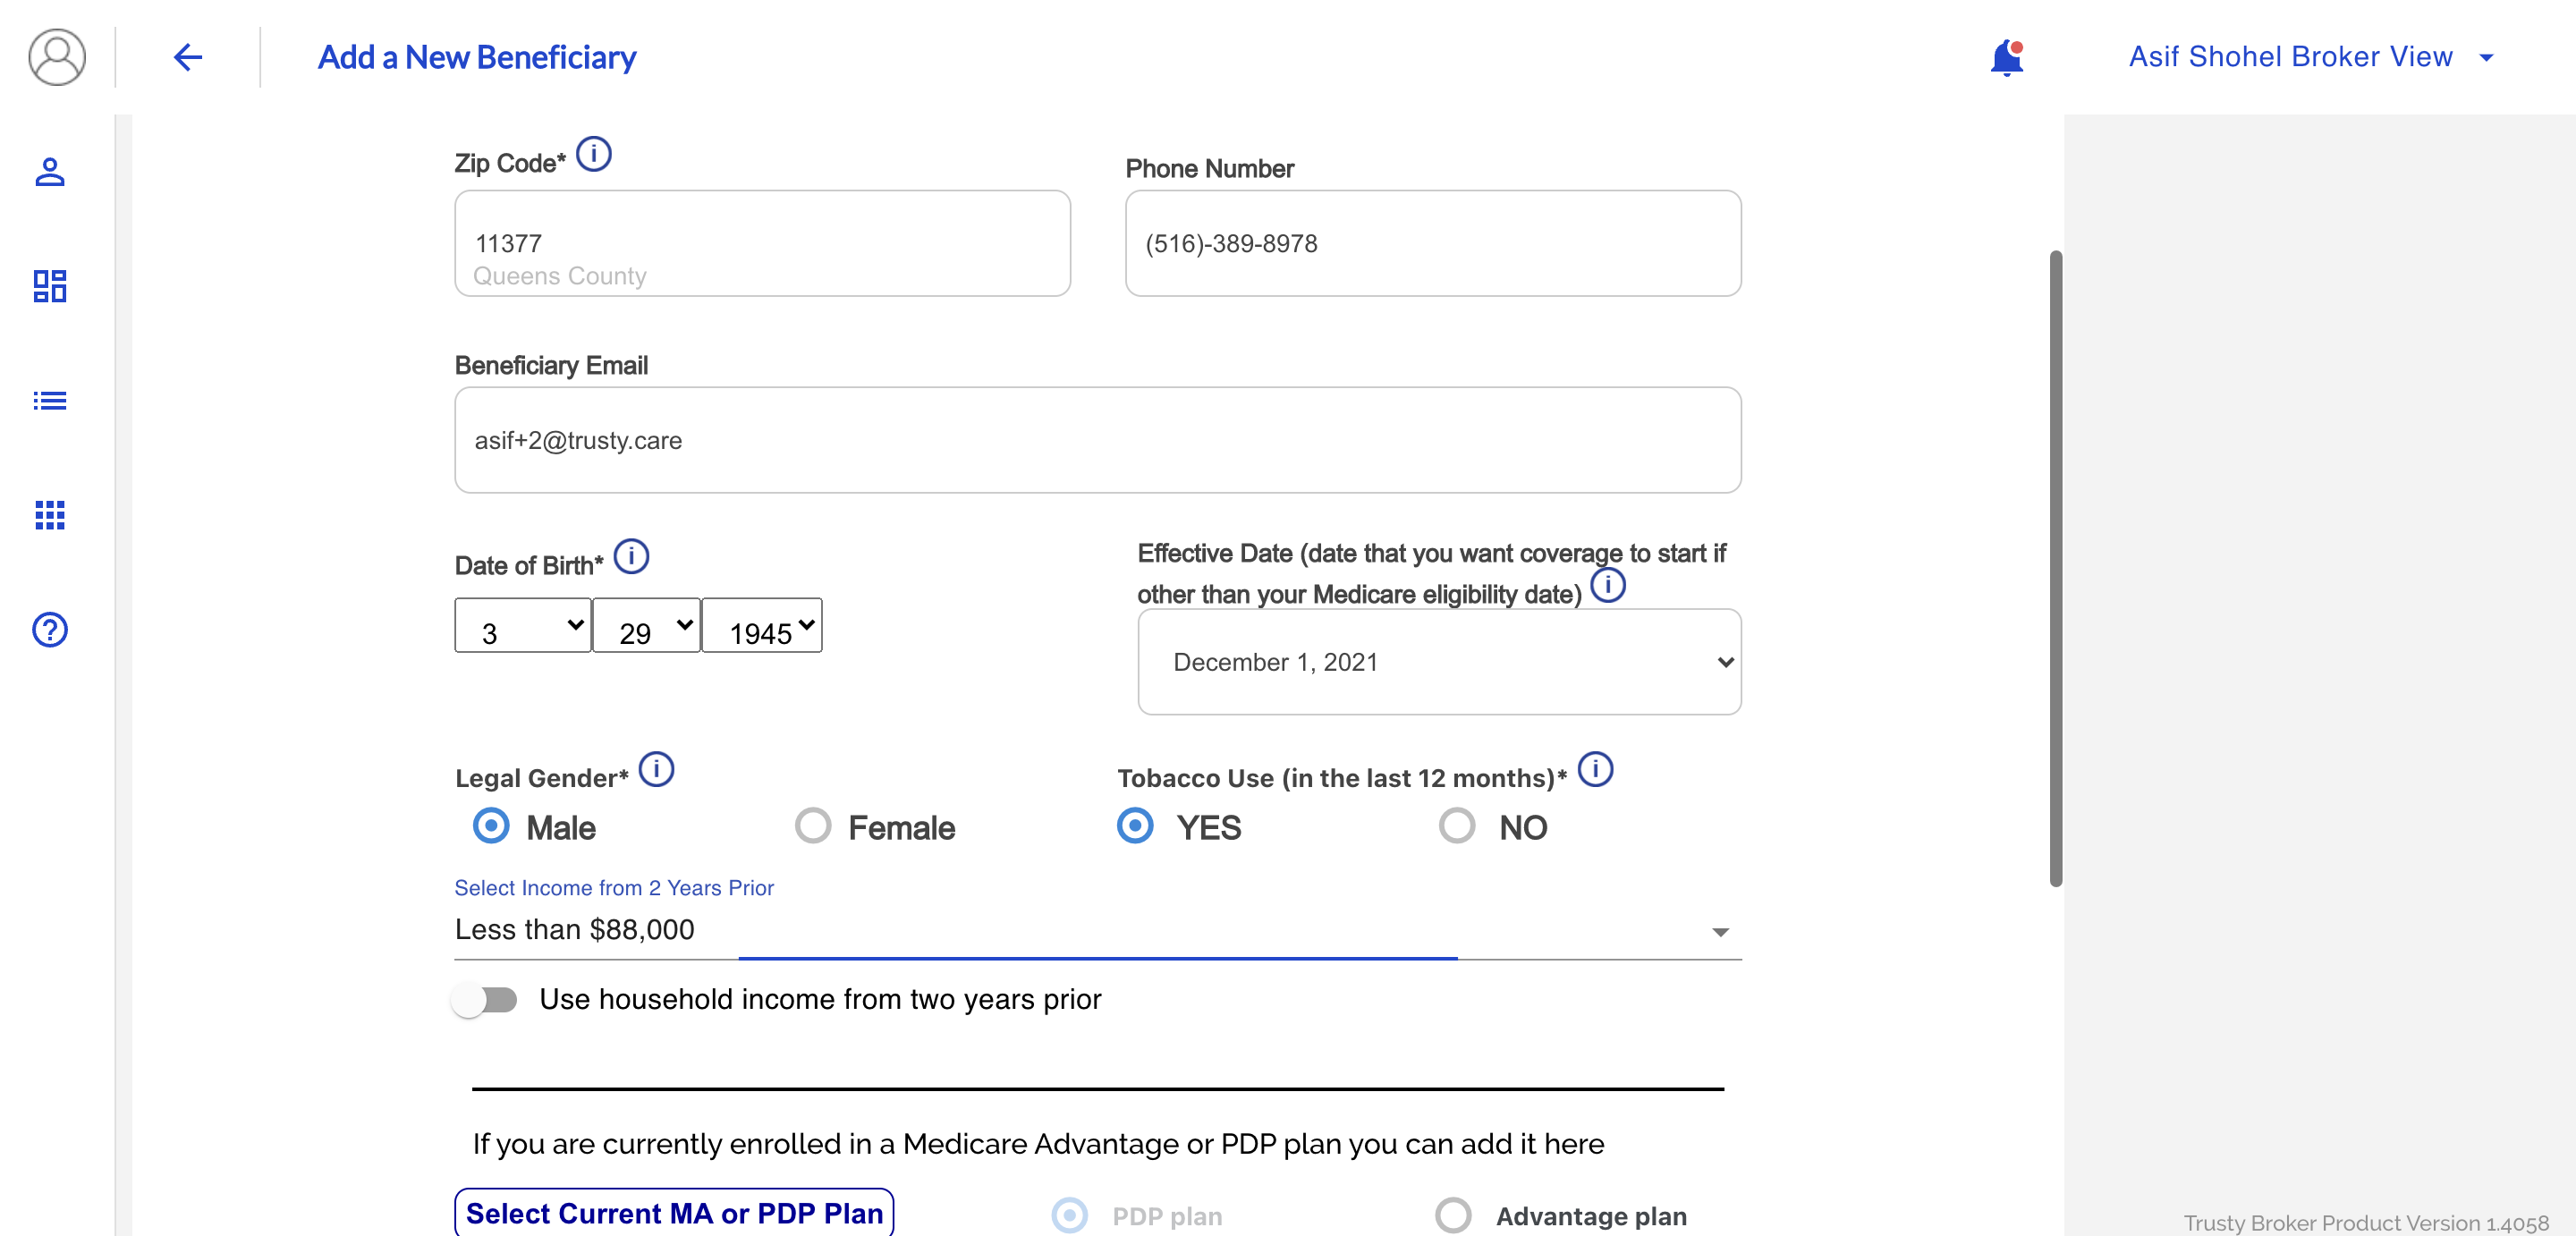 Add a New Beneficiary
Asif Shohel Broker View
Zip Code*
Phone Number
11377
Queens County
(516)-389-8978
Beneficiary Email
asif+2@trusty.care
Date of Birth*
Effective Date (date that you want coverage to start if
other than your Medicare eligibility date)
3 29 1945
December 1, 2021
Legal Gender*
Tobacco Use (in the last 12 months)*
Male Female YES NO
Select Income from 2 Years Prior
Less than $88,000
Use household income from two years prior
If you are currently enrolled in a Medicare Advantage or PDP plan you can add it here
Select Current MA or PDP Plan PDP plan Advantage plan
Trusty Broker Product Version 1.4058